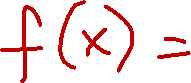 f(x) =